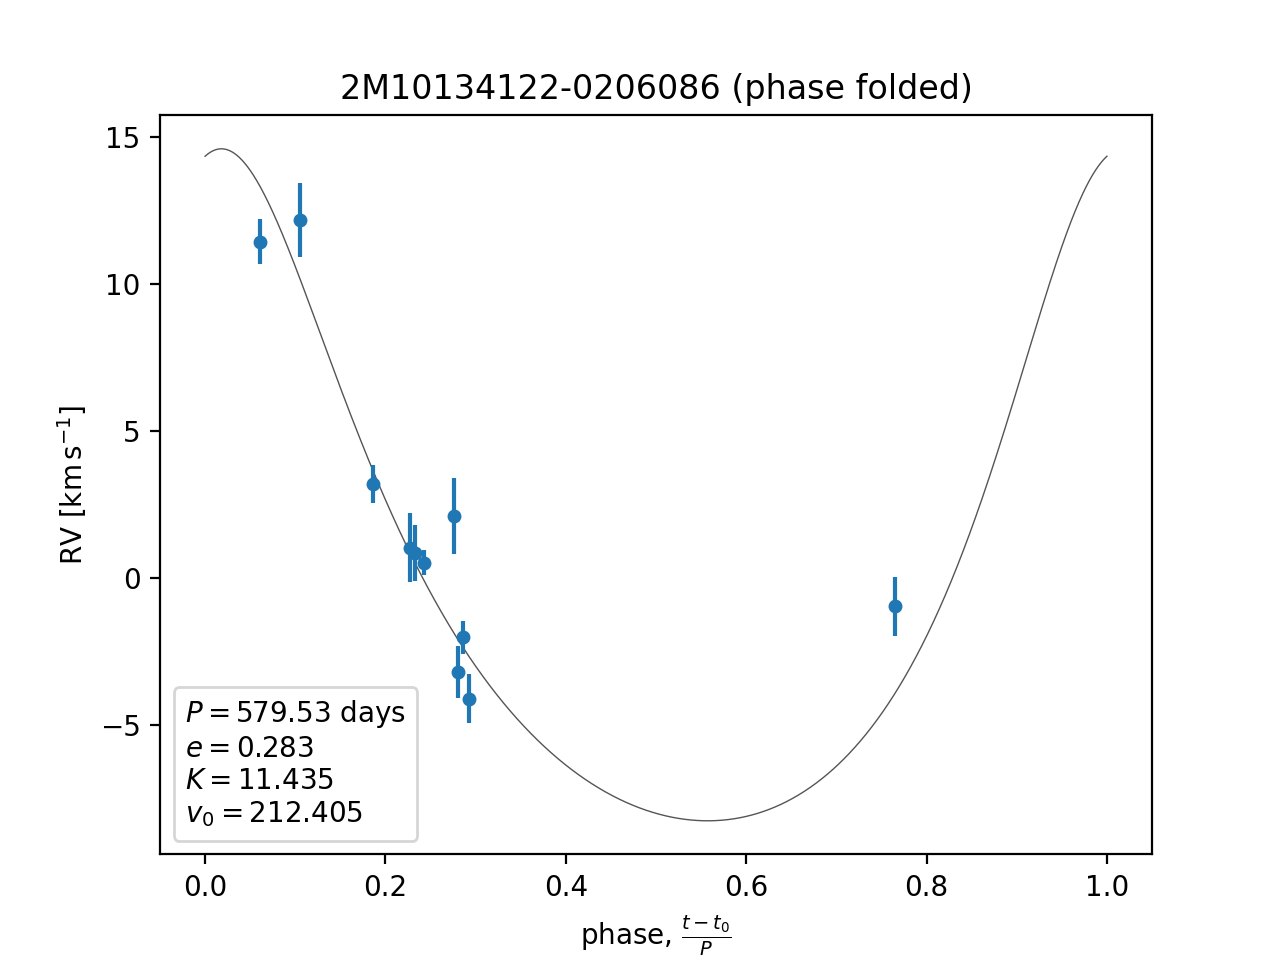 2M10134122-0206086 (phase folded)
RV [km s⁻¹]
15
10
5
0
−5
P = 579.53 days
e = 0.283
K = 11.435
v₀ = 212.405
0.0 0.2 0.4 0.6 0.8 1.0
phase, (t − t₀)/P